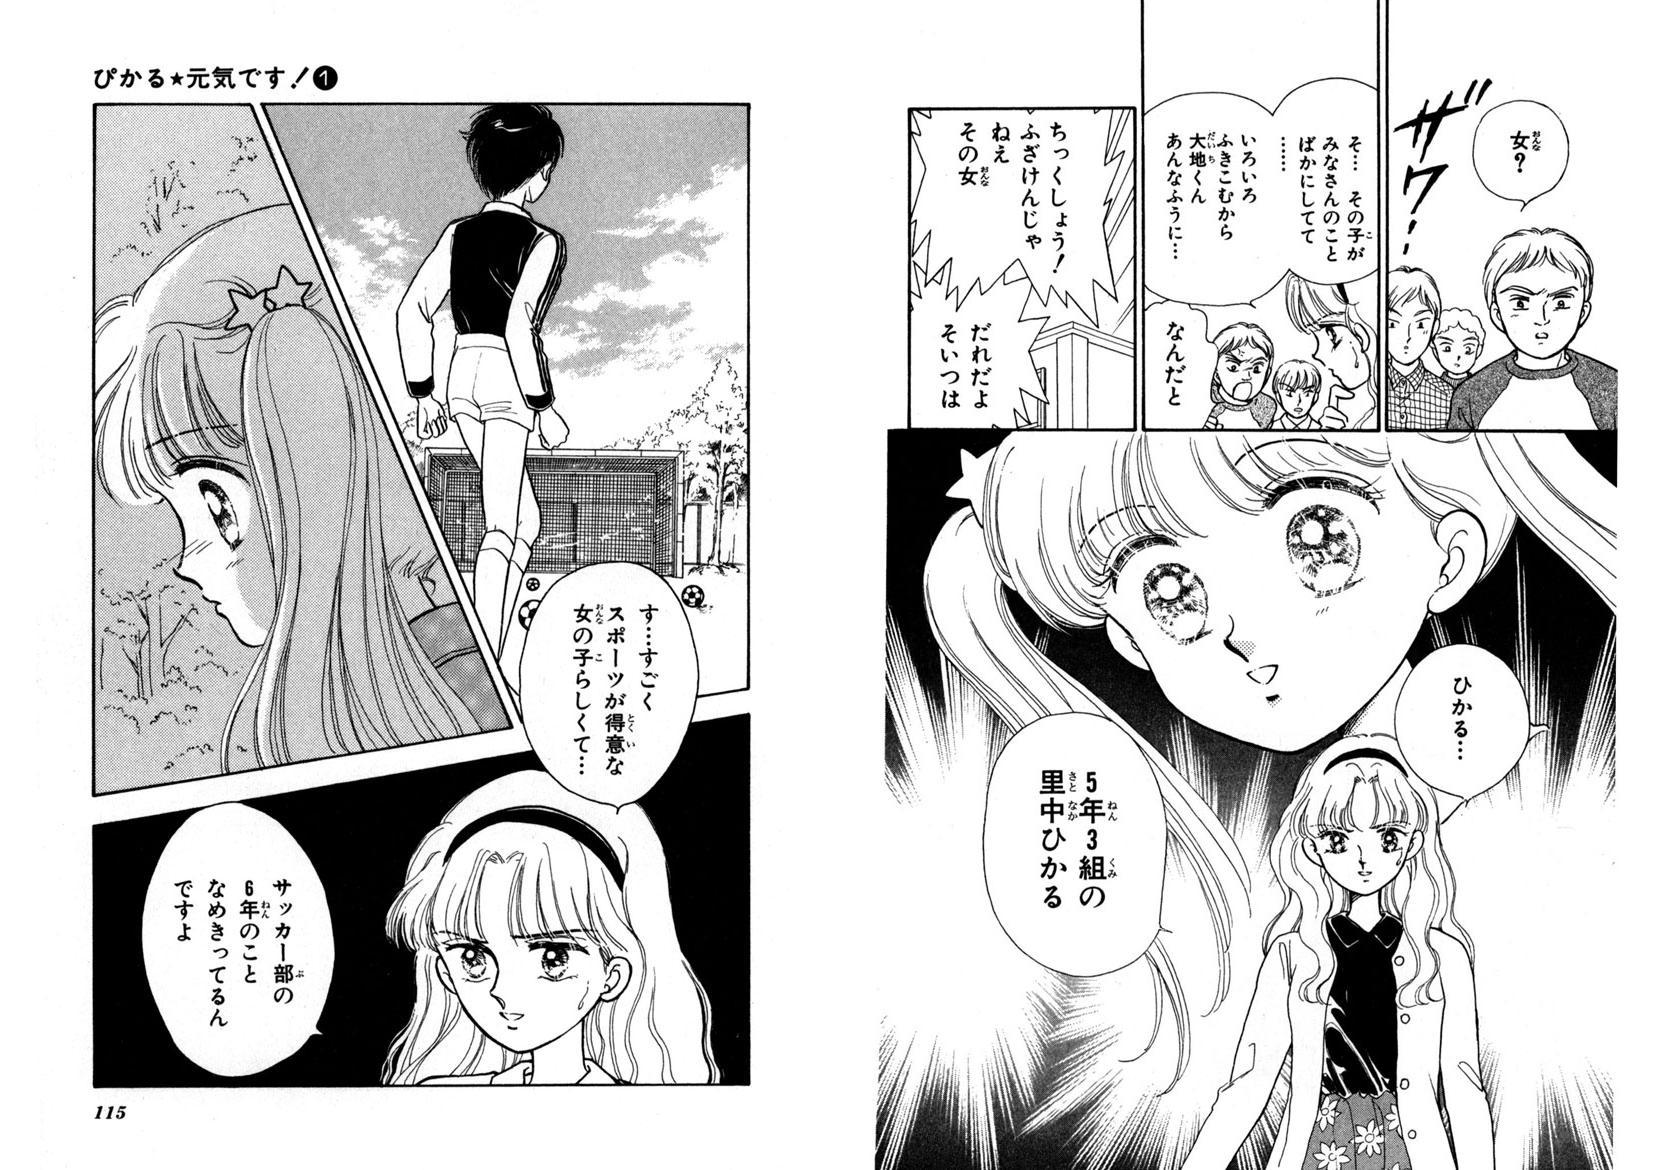 女？
ザワ…
そ… その子が
みなさんのこと
ばかにしてて
……
いろいろ
ふきこむから
大地くん
あんなふうに…
なんだと
ちっくしょう！
ふざけんじゃ
ねえ
その女
だれだよ
そいつは
ひかる…
5年3組の
里中ひかる
ぴかる★元気です！❶
す…すごく
スポーツが得意な
女の子らしくて…
サッカー部の
6年のこと
なめきってるん
ですよ
115